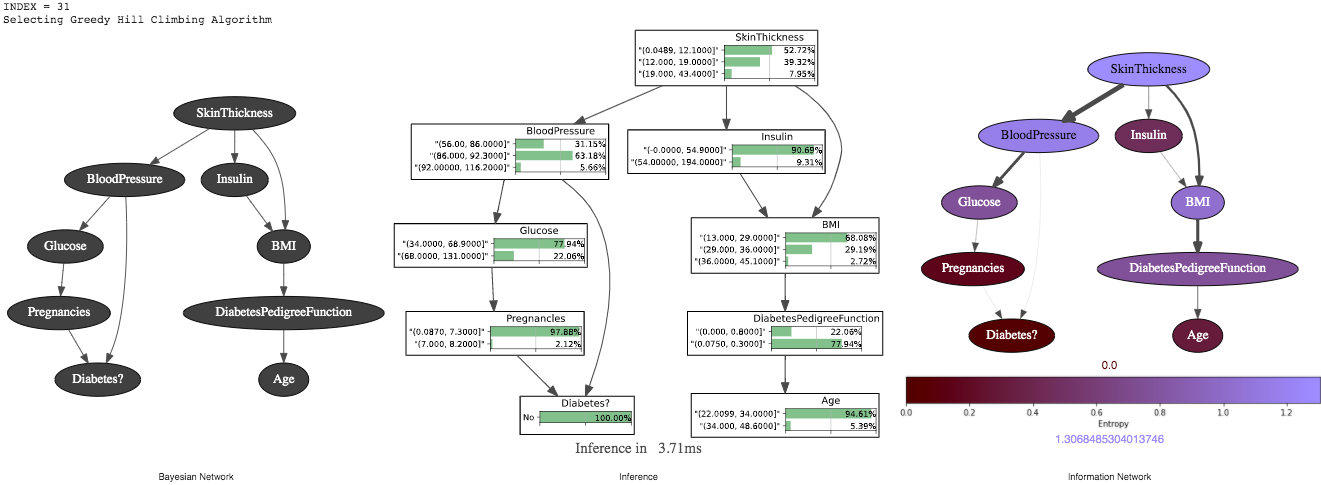 INDEX = 31
Selecting Greedy Hill Climbing Algorithm
SkinThickness
BloodPressure
Insulin
Glucose
BMI
Pregnancies
DiabetesPedigreeFunction
Diabetes?
Age
Bayesian Network
SkinThickness
"(0.0489, 12.1000]" 52.72%
"(12.000, 19.0000]" 39.32%
"(19.000, 43.4000]" 7.95%
BloodPressure
"(56.00, 86.0000]" 31.15%
"(86.000, 92.3000]" 63.18%
"(92.00000, 116.2000]" 5.66%
Insulin
"(-0.0000, 54.9000]" 90.69%
"(54.00000, 194.0000]" 9.31%
Glucose
"(34.0000, 68.9000]" 77.94%
"(68.0000, 131.0000]" 22.06%
BMI
"(13.000, 29.0000]" 68.08%
"(29.000, 36.0000]" 29.19%
"(36.0000, 45.1000]" 2.72%
Pregnancies
"(0.0870, 7.3000]" 97.88%
"(7.000, 8.2000]" 2.12%
DiabetesPedigreeFunction
"(0.000, 0.8000]" 22.06%
"(0.0750, 0.3000]" 77.94%
Diabetes?
No 100.00%
Age
"(22.0099, 34.0000]" 94.61%
"(34.000, 48.6000]" 5.39%
Inference in 3.71ms
Inference
SkinThickness
BloodPressure
Insulin
Glucose
BMI
Pregnancies
DiabetesPedigreeFunction
Diabetes?
Age
0.0
0.0 0.2 0.4 0.6 0.8 1.0 1.2
Entropy
1.3068485304013746
Information Network